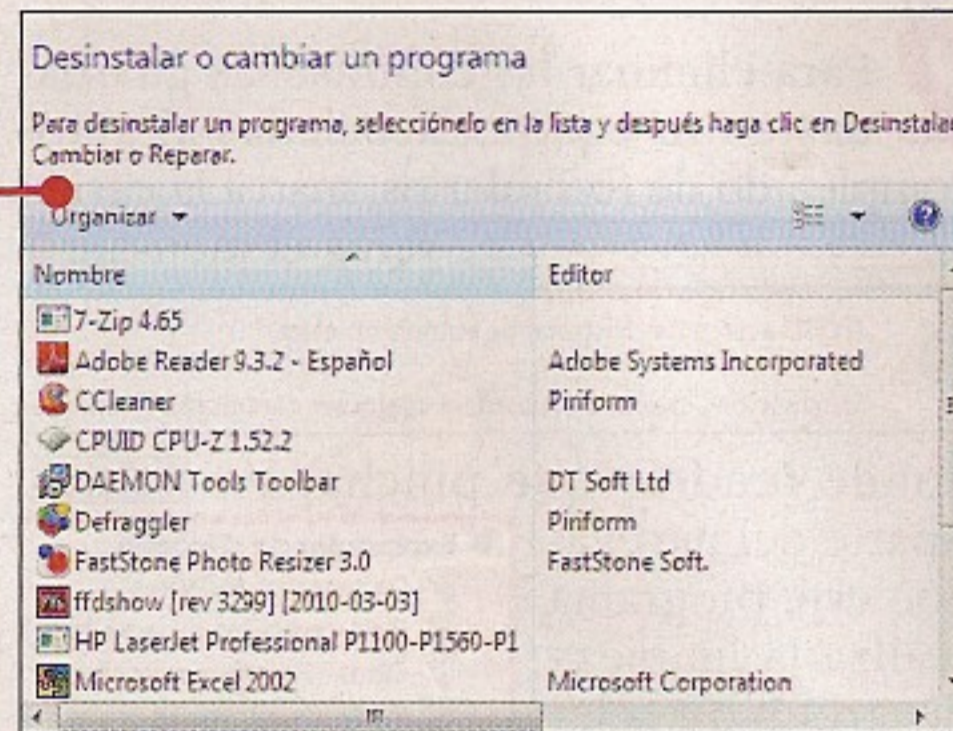 Desinstalar o cambiar un programa
Para desinstalar un programa, selecciónelo en la lista y después haga clic en Desinstalar
Cambiar o Reparar.
Organizar
Nombre Editor
7-Zip 4.65
Adobe Reader 9.3.2 - Español Adobe Systems Incorporated
CCleaner Piriform
CPUID CPU-Z 1.52.2
DAEMON Tools Toolbar DT Soft Ltd
Defraggler Piriform
FastStone Photo Resizer 3.0 FastStone Soft.
ffdshow [rev 3299] [2010-03-03]
HP LaserJet Professional P1100-P1560-P1
Microsoft Excel 2002 Microsoft Corporation